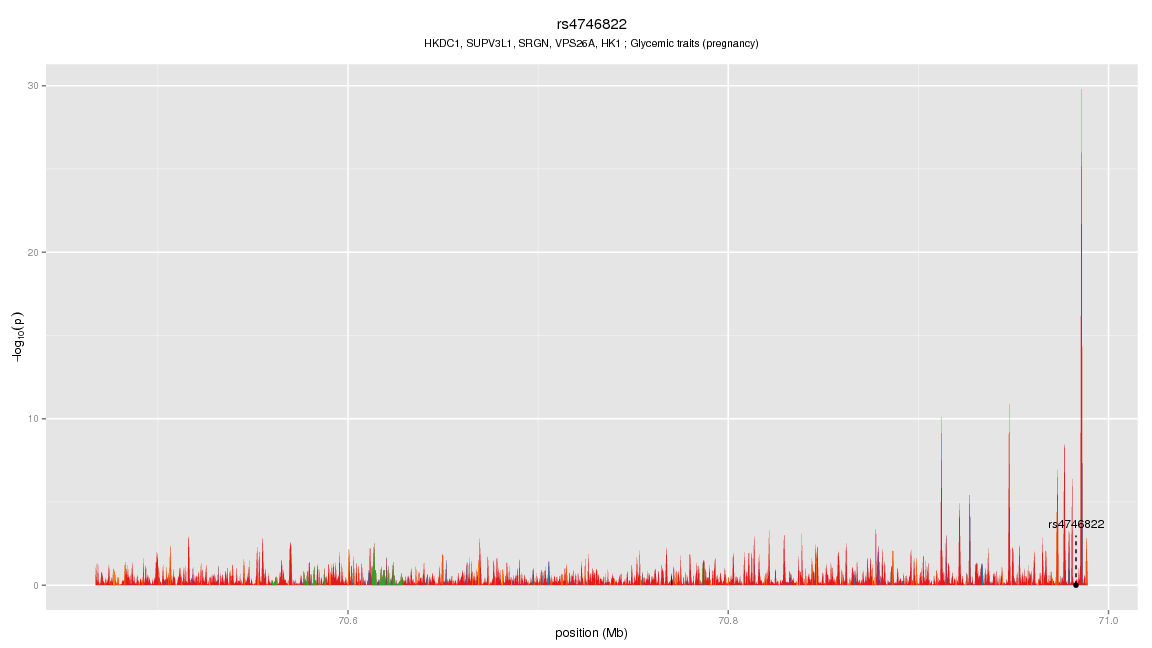 rs4746822
HKDC1, SUPV3L1, SRGN, VPS26A, HK1 ; Glycemic traits (pregnancy)
30
20
10
0
−log10(p)
rs4746822
70.6 70.8 71.0
position (Mb)